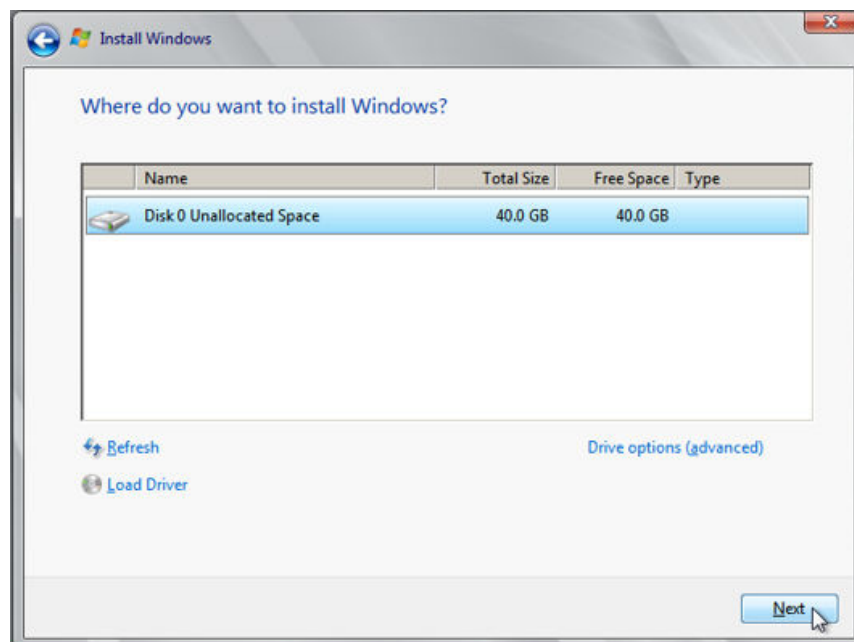 Install Windows
Where do you want to install Windows?
Name Total Size Free Space Type
Disk 0 Unallocated Space 40.0 GB 40.0 GB
Refresh Drive options (advanced)
Load Driver
Next